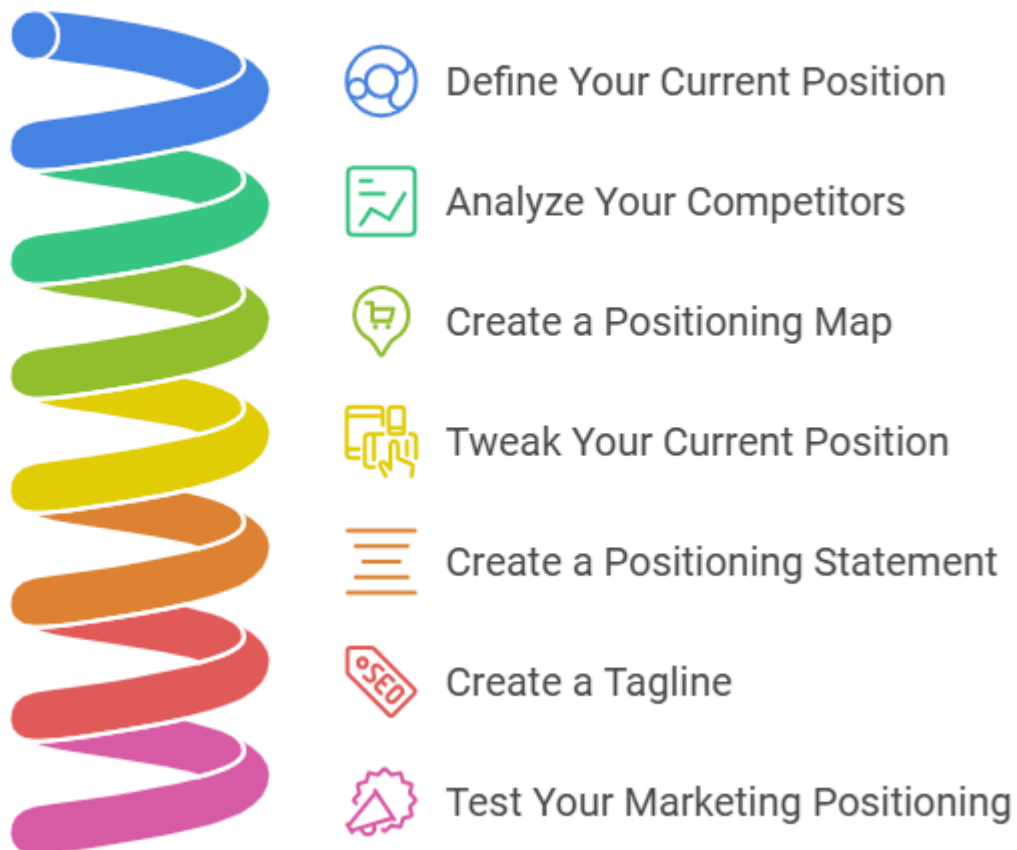 Define Your Current Position
Analyze Your Competitors
Create a Positioning Map
Tweak Your Current Position
Create a Positioning Statement
SEO
Create a Tagline
Test Your Marketing Positioning